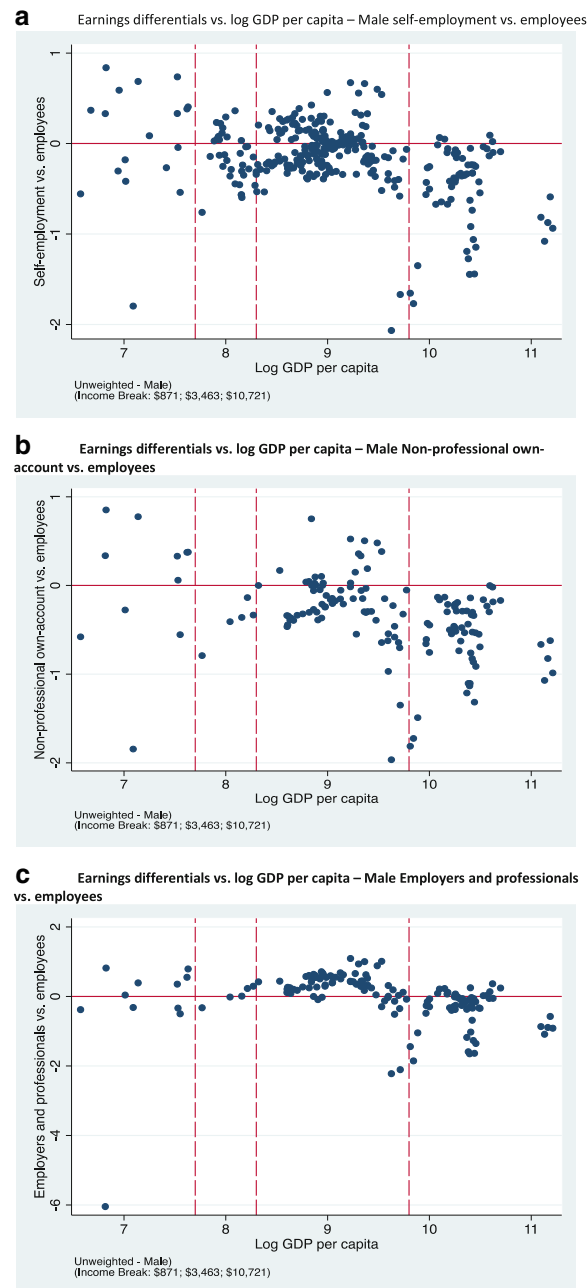 a
Earnings differentials vs. log GDP per capita – Male self-employment vs. employees
Self-employment vs. employees
1
0
-1
-2
7 8 9 10 11
Log GDP per capita
Unweighted - Male)
(Income Break: $871; $3,463; $10,721)
b
Earnings differentials vs. log GDP per capita – Male Non-professional own-
account vs. employees
Non-professional own-account vs. employees
1
0
-1
-2
7 8 9 10 11
Log GDP per capita
Unweighted - Male)
(Income Break: $871; $3,463; $10,721)
c
Earnings differentials vs. log GDP per capita – Male Employers and professionals
vs. employees
Employers and professionals vs. employees
2
0
-2
-4
-6
7 8 9 10 11
Log GDP per capita
Unweighted - Male)
(Income Break: $871; $3,463; $10,721)